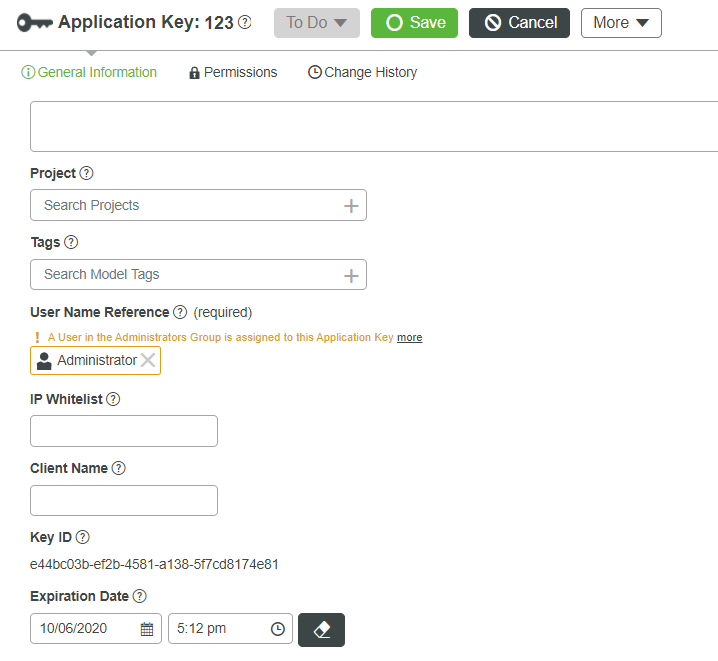 Application Key: 123 To Do Save Cancel More
General Information Permissions Change History
Project
Search Projects
Tags
Search Model Tags
User Name Reference (required)
! A User in the Administrators Group is assigned to this Application Key more
Administrator
IP Whitelist
Client Name
Key ID
e44bc03b-ef2b-4581-a138-5f7cd8174e81
Expiration Date
10/06/2020 5:12 pm